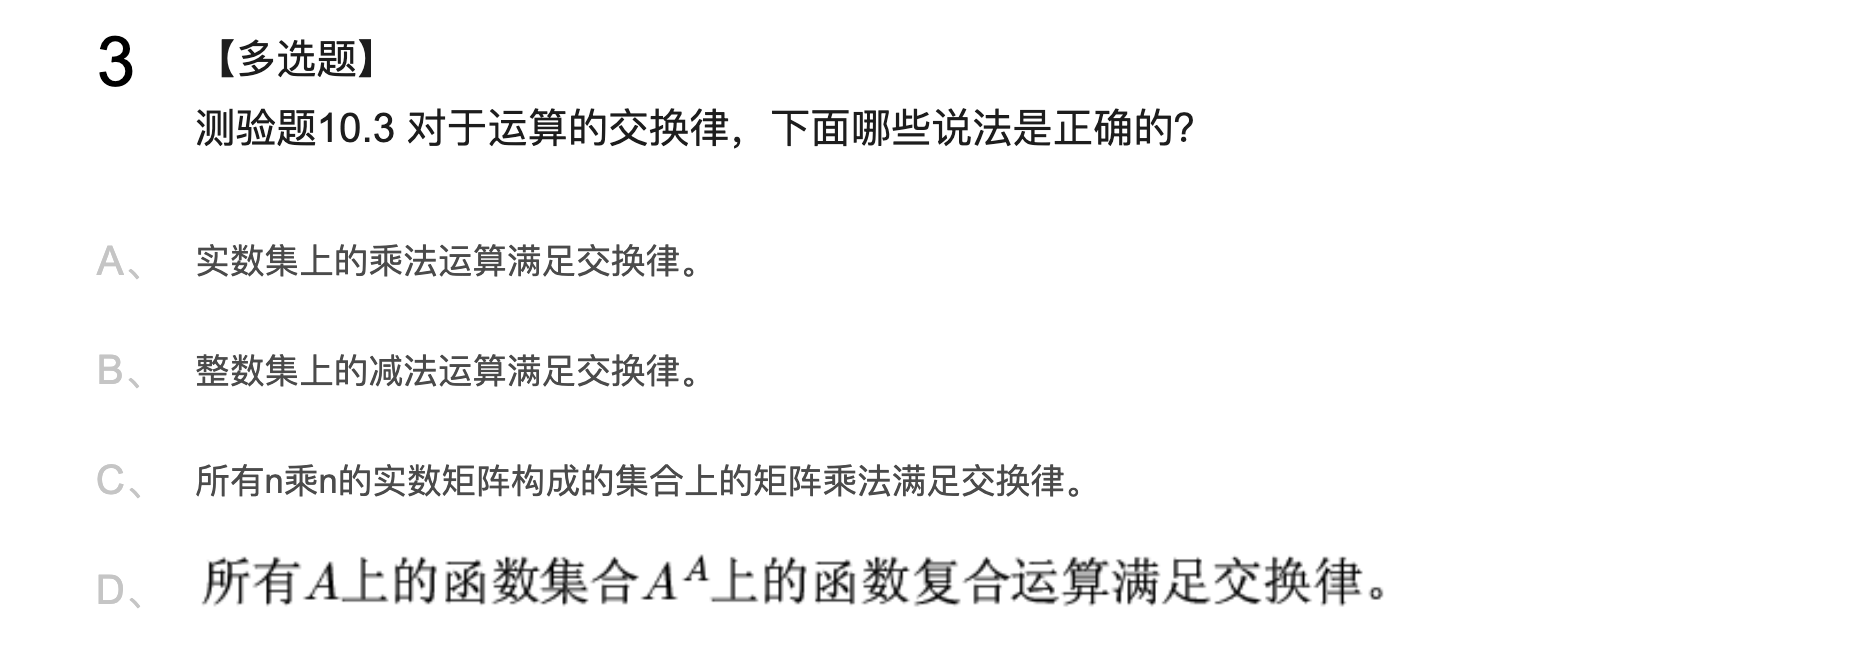 3 【多选题】
测验题10.3 对于运算的交换律，下面哪些说法是正确的？
A、 实数集上的乘法运算满足交换律。
B、 整数集上的减法运算满足交换律。
C、 所有n乘n的实数矩阵构成的集合上的矩阵乘法满足交换律。
D、 所有A上的函数集合A^A上的函数复合运算满足交换律。